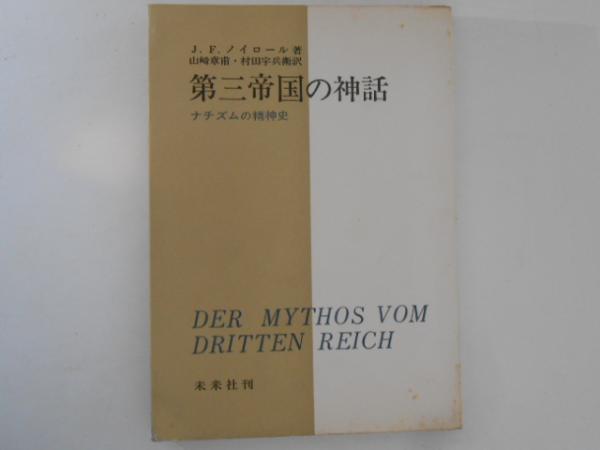 J. F. ノイロール 著
山崎章甫・村田宇兵衛訳
第三帝国の神話
ナチズムの精神史
DER MYTHOS VOM
DRITTEN REICH
未来社刊